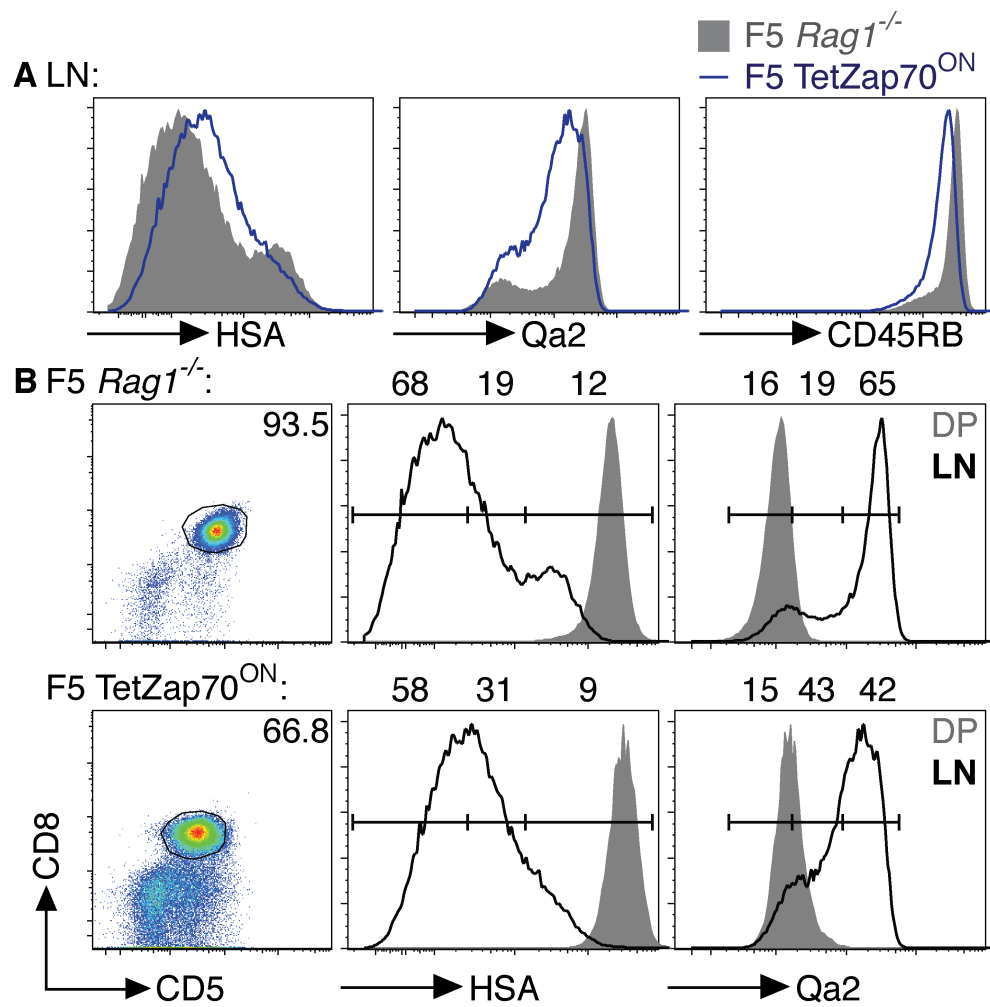 F5 Rag1-/-
F5 TetZap70ON
A LN:
HSA
Qa2
CD45RB
B F5 Rag1-/-:
68 19 12
16 19 65
93.5
DP
LN
F5 TetZap70ON:
58 31 9
15 43 42
66.8
DP
LN
CD8
CD5
HSA
Qa2